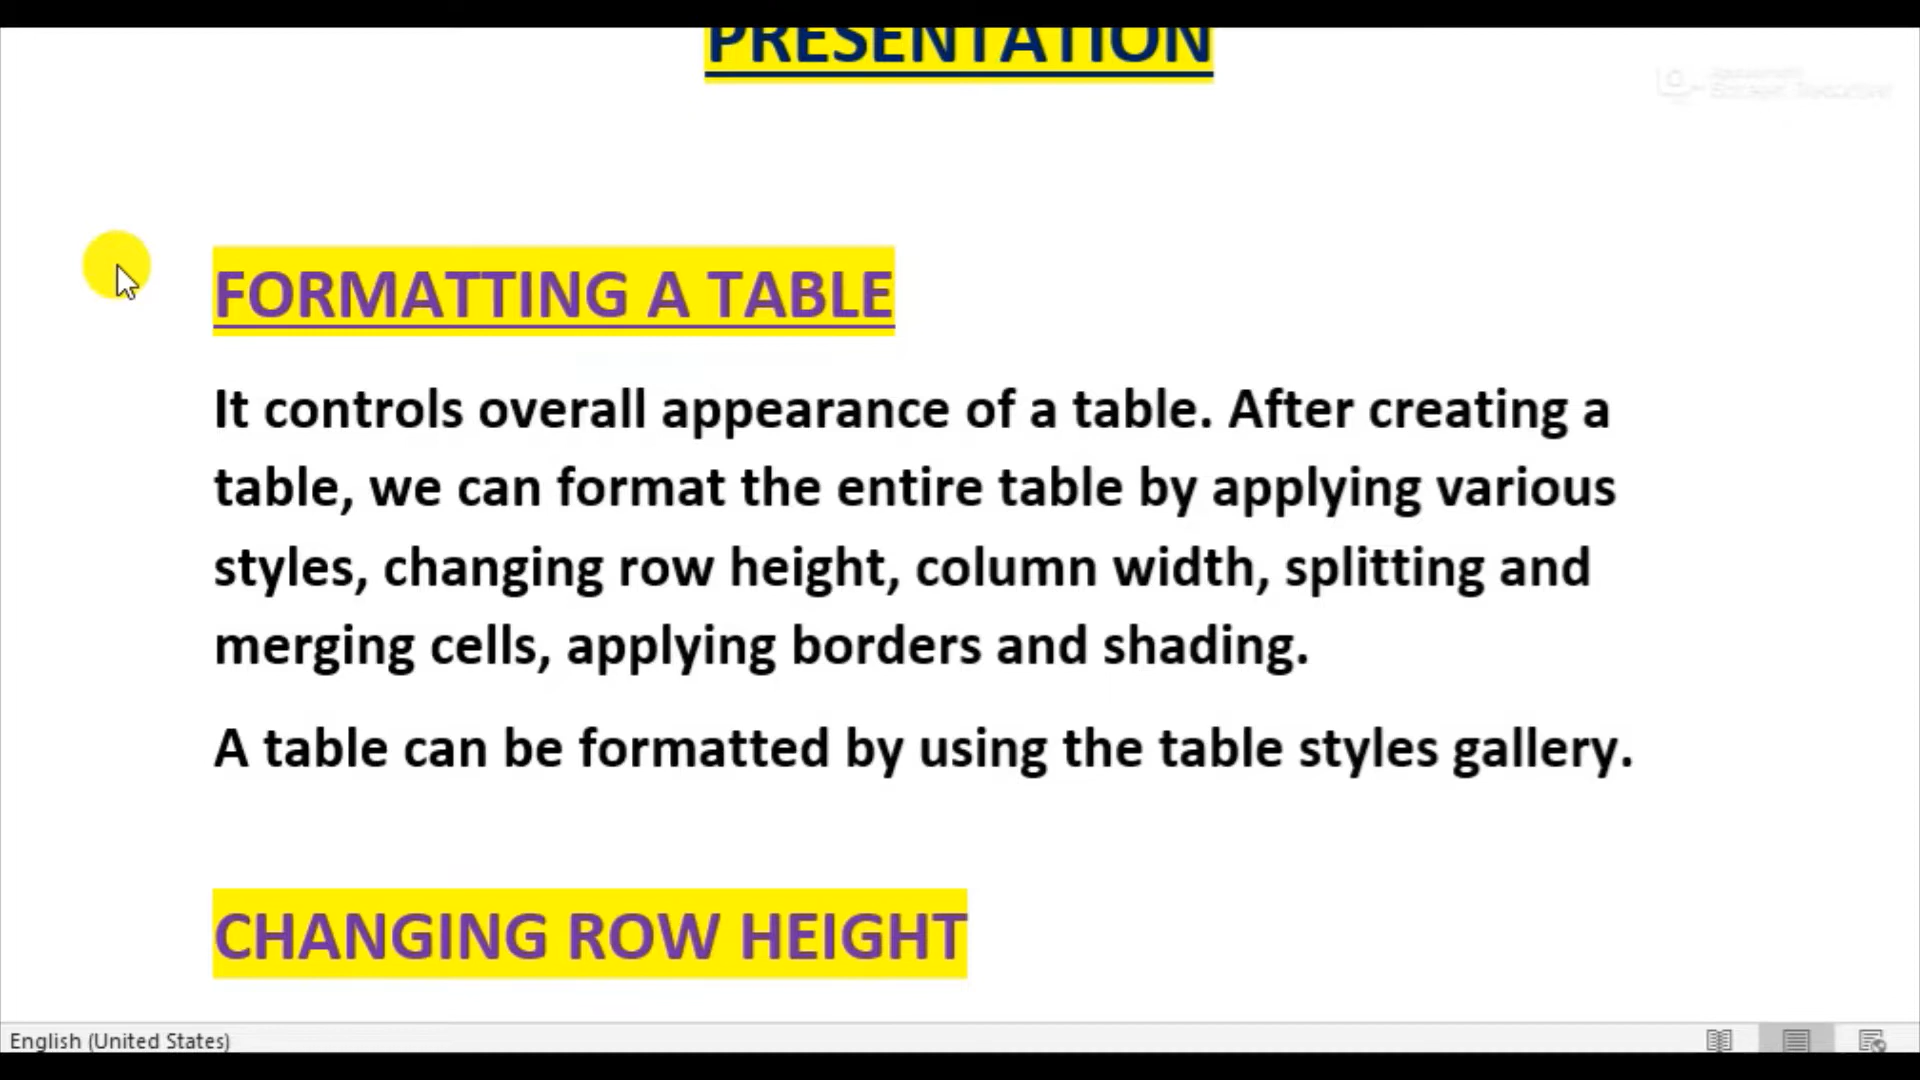 PRESENTATION
FORMATTING A TABLE
It controls overall appearance of a table. After creating a
table, we can format the entire table by applying various
styles, changing row height, column width, splitting and
merging cells, applying borders and shading.
A table can be formatted by using the table styles gallery.
CHANGING ROW HEIGHT
English (United States)